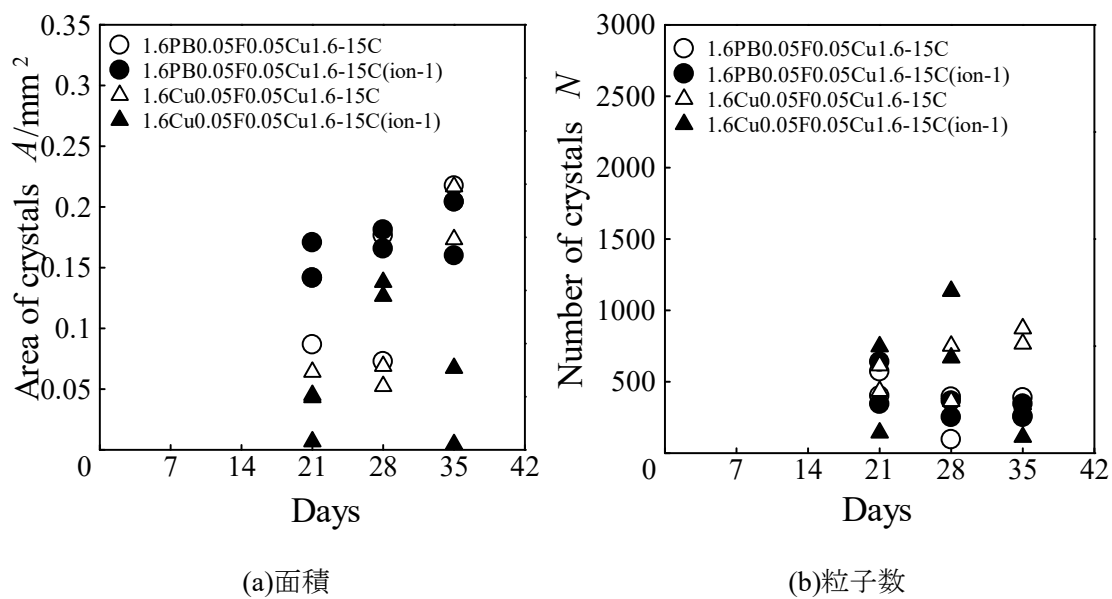 0.35
0.3
0.25
0.2
0.15
0.1
0.05
0
7
14
21
28
35
42
Area of crystals A/mm²
Days
1.6PB0.05F0.05Cu1.6-15C
1.6PB0.05F0.05Cu1.6-15C(ion-1)
1.6Cu0.05F0.05Cu1.6-15C
1.6Cu0.05F0.05Cu1.6-15C(ion-1)
(a)面積
3000
2500
2000
1500
1000
500
0
7
14
21
28
35
42
Number of crystals N
Days
1.6PB0.05F0.05Cu1.6-15C
1.6PB0.05F0.05Cu1.6-15C(ion-1)
1.6Cu0.05F0.05Cu1.6-15C
1.6Cu0.05F0.05Cu1.6-15C(ion-1)
(b)粒子数